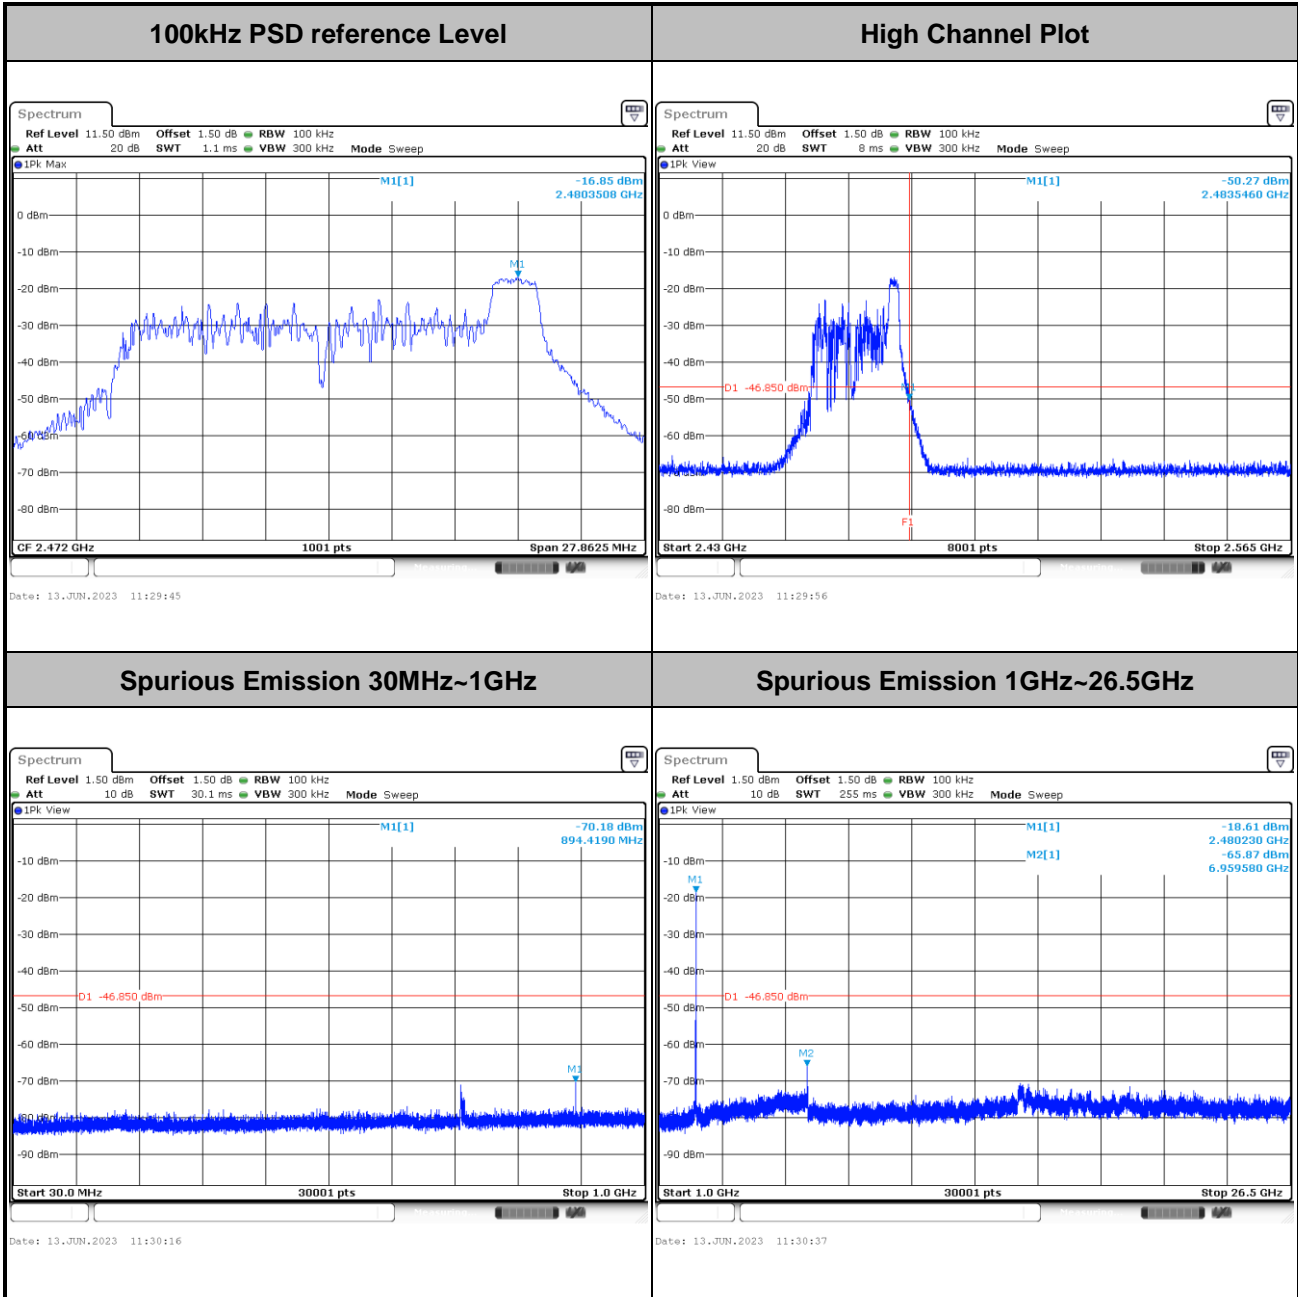 100kHz PSD reference Level
High Channel Plot
Spectrum
Ref Level 11.50 dBm Offset 1.50 dB RBW 100 kHz
Att 20 dB SWT 1.1 ms VBW 300 kHz Mode Sweep
1Pk Max
M1[1] -16.85 dBm
2.4803508 GHz
M1
0 dBm
-10 dBm
-20 dBm
-30 dBm
-40 dBm
-50 dBm
-60 dBm
-70 dBm
-80 dBm
CF 2.472 GHz 1001 pts Span 27.8625 MHz
Measuring
Date: 13.JUN.2023 11:29:45
Spectrum
Ref Level 11.50 dBm Offset 1.50 dB RBW 100 kHz
Att 20 dB SWT 8 ms VBW 300 kHz Mode Sweep
1Pk View
M1[1] -50.27 dBm
2.4835460 GHz
0 dBm
-10 dBm
-20 dBm
-30 dBm
-40 dBm
D1 -46.850 dBm
M1
-50 dBm
-60 dBm
-70 dBm
-80 dBm
F1
Start 2.43 GHz 8001 pts Stop 2.565 GHz
Measuring
Date: 13.JUN.2023 11:29:56
Spurious Emission 30MHz~1GHz
Spurious Emission 1GHz~26.5GHz
Spectrum
Ref Level 1.50 dBm Offset 1.50 dB RBW 100 kHz
Att 10 dB SWT 30.1 ms VBW 300 kHz Mode Sweep
1Pk View
M1[1] -70.18 dBm
894.4190 MHz
-10 dBm
-20 dBm
-30 dBm
-40 dBm
D1 -46.850 dBm
-50 dBm
-60 dBm
M1
-70 dBm
-80 dBm
-90 dBm
Start 30.0 MHz 30001 pts Stop 1.0 GHz
Measuring
Date: 13.JUN.2023 11:30:16
Spectrum
Ref Level 1.50 dBm Offset 1.50 dB RBW 100 kHz
Att 10 dB SWT 255 ms VBW 300 kHz Mode Sweep
1Pk View
M1[1] -18.61 dBm
2.480230 GHz
M2[1] -65.87 dBm
6.959580 GHz
-10 dBm
M1
-20 dBm
-30 dBm
-40 dBm
D1 -46.850 dBm
-50 dBm
-60 dBm
M2
-70 dBm
-80 dBm
-90 dBm
Start 1.0 GHz 30001 pts Stop 26.5 GHz
Measuring
Date: 13.JUN.2023 11:30:37